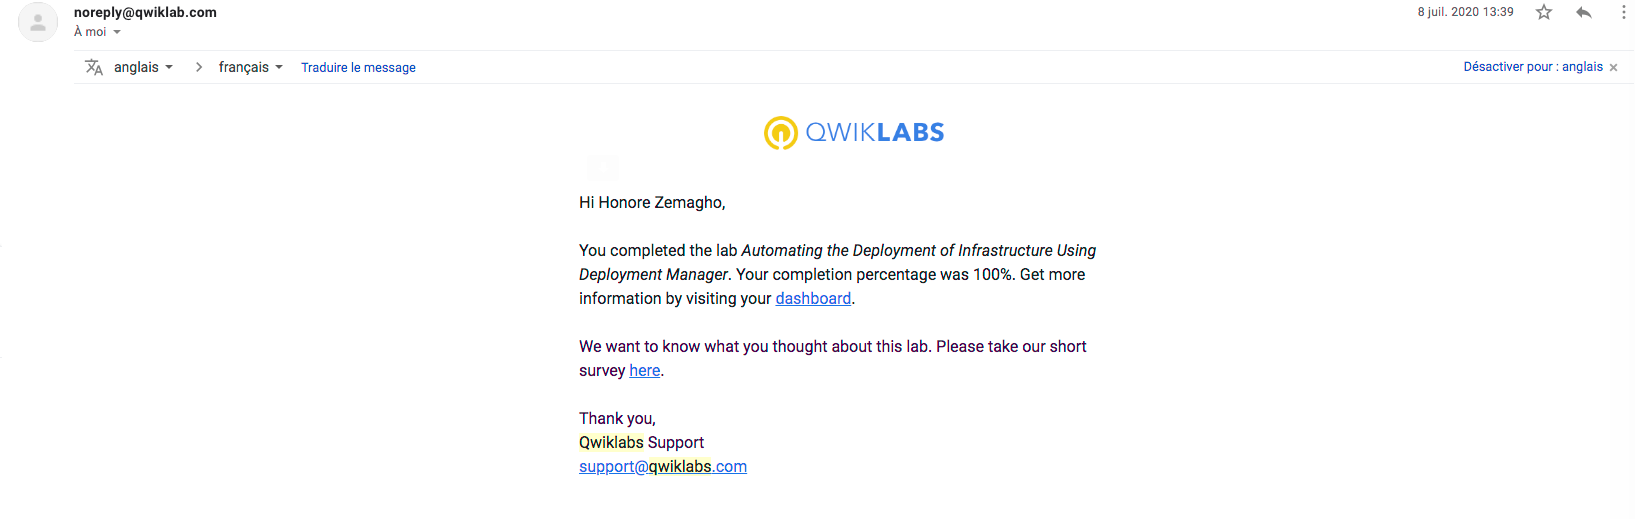 noreply@qwiklab.com
8 juil. 2020 13:39
À moi
anglais > français Traduire le message
Désactiver pour : anglais ×
QWIKLABS
Hi Honore Zemagho,
You completed the lab Automating the Deployment of Infrastructure Using
Deployment Manager. Your completion percentage was 100%. Get more
information by visiting your dashboard.
We want to know what you thought about this lab. Please take our short
survey here.
Thank you,
Qwiklabs Support
support@qwiklabs.com